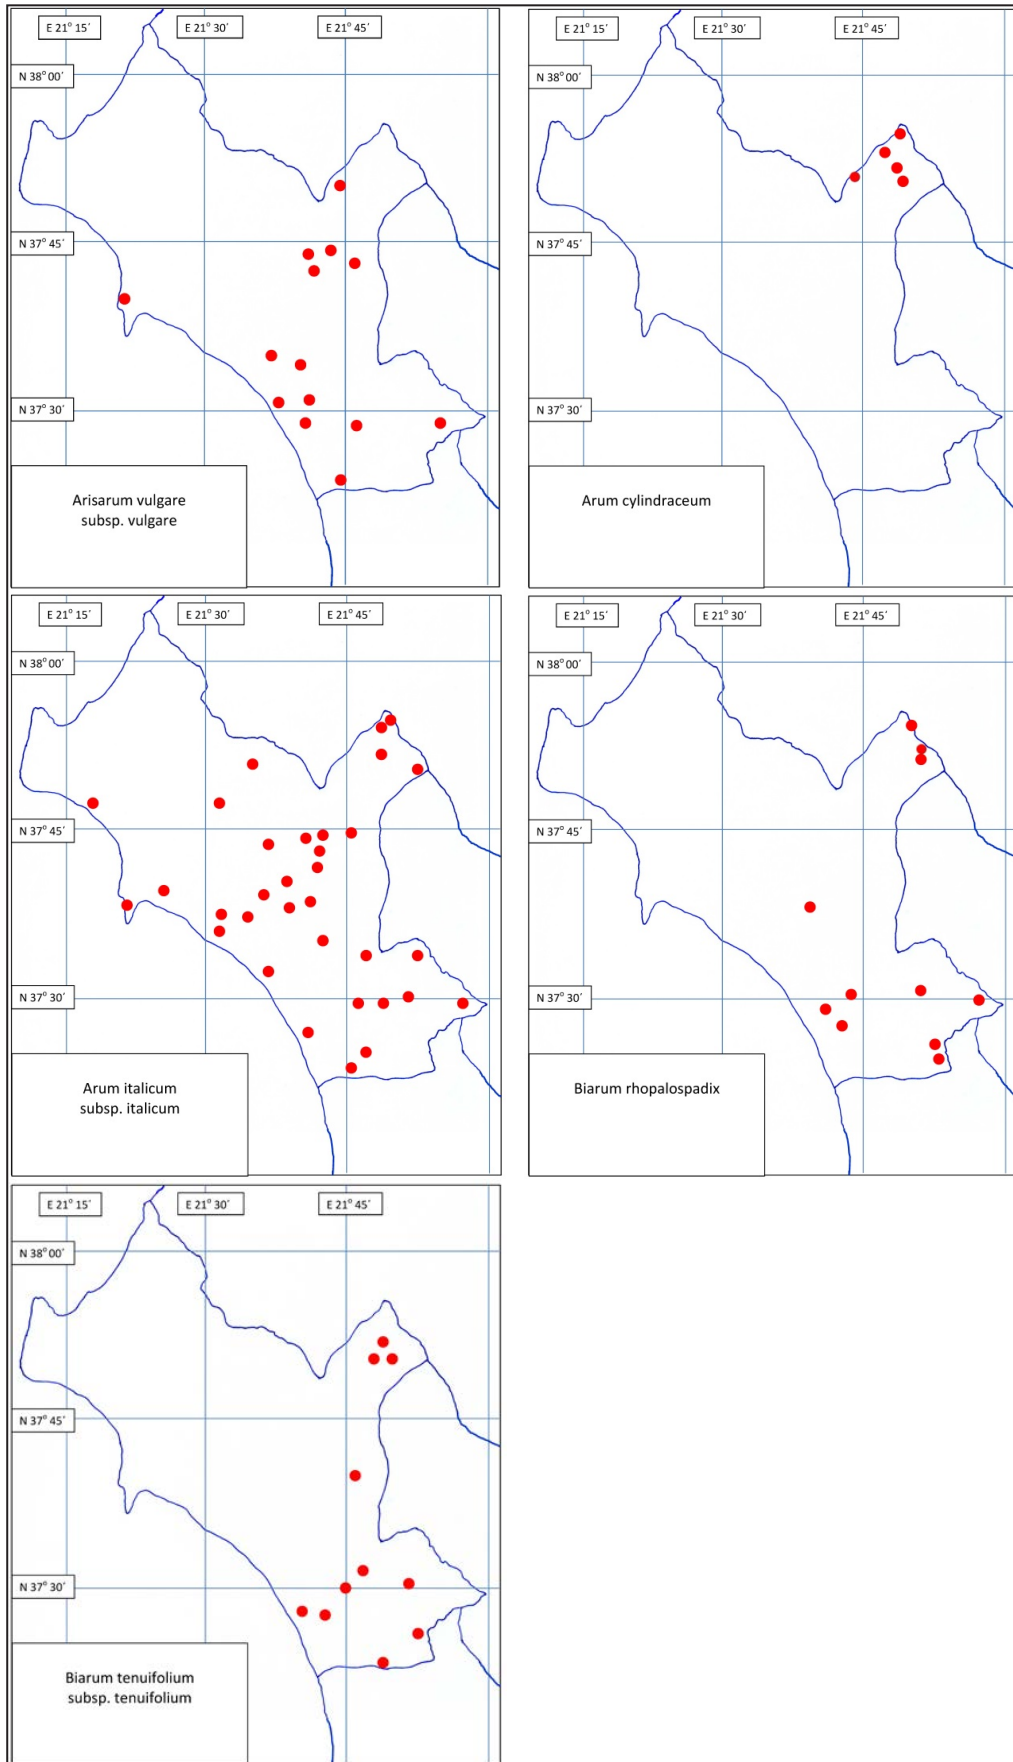 E 21° 15´
E 21° 30´
E 21° 45´
N 38° 00´
N 37° 45´
N 37° 30´
Arisarum vulgare
subsp. vulgare
E 21° 15´
E 21° 30´
E 21° 45´
N 38° 00´
N 37° 45´
N 37° 30´
Arum cylindraceum
E 21° 15´
E 21° 30´
E 21° 45´
N 38° 00´
N 37° 45´
N 37° 30´
Arum italicum
subsp. italicum
E 21° 15´
E 21° 30´
E 21° 45´
N 38° 00´
N 37° 45´
N 37° 30´
Biarum rhopalospadix
E 21° 15´
E 21° 30´
E 21° 45´
N 38° 00´
N 37° 45´
N 37° 30´
Biarum tenuifolium
subsp. tenuifolium